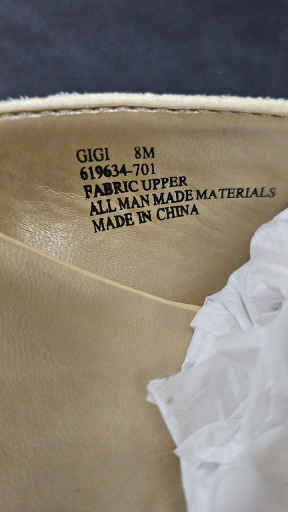 GIGI 8M
619634-701
FABRIC UPPER
ALL MAN MADE MATERIALS
MADE IN CHINA